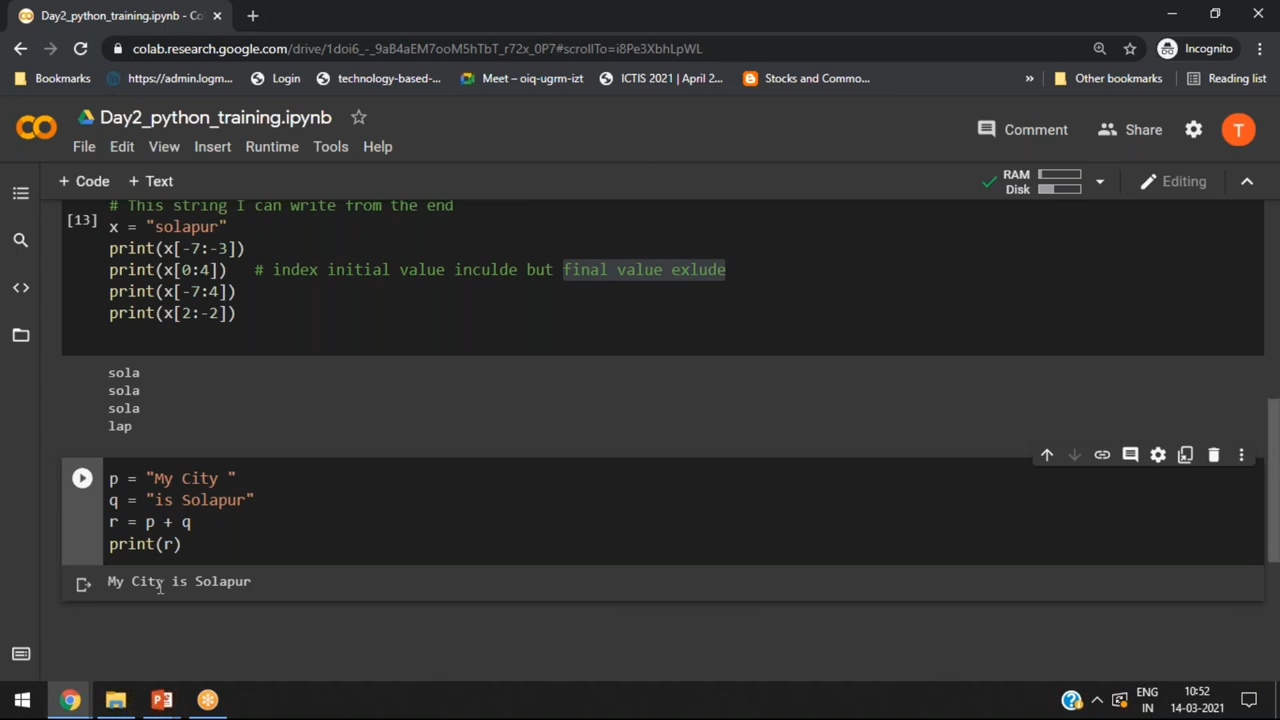 Day2_python_training.ipynb - Co
colab.research.google.com/drive/1doi6_-_9aB4aEM7ooM5hTbT_r72x_0P7#scrollTo=i8Pe3XbhLpWL
Incognito
Bookmarks
https://admin.logm...
Login
technology-based-...
Meet – oiq-ugrm-izt
ICTIS 2021 | April 2...
Stocks and Commo...
»
Other bookmarks
Reading list
Day2_python_training.ipynb
Comment
Share
T
File Edit View Insert Runtime Tools Help
+ Code + Text
RAM
Disk
Editing
# This string I can write from the end
[13]
x = "solapur"
print(x[-7:-3])
print(x[0:4]) # index initial value inculde but final value exlude
print(x[-7:4])
print(x[2:-2])
sola
sola
sola
lap
p = "My City "
q = "is Solapur"
r = p + q
print(r)
My City is Solapur
ENG
IN
10:52
14-03-2021